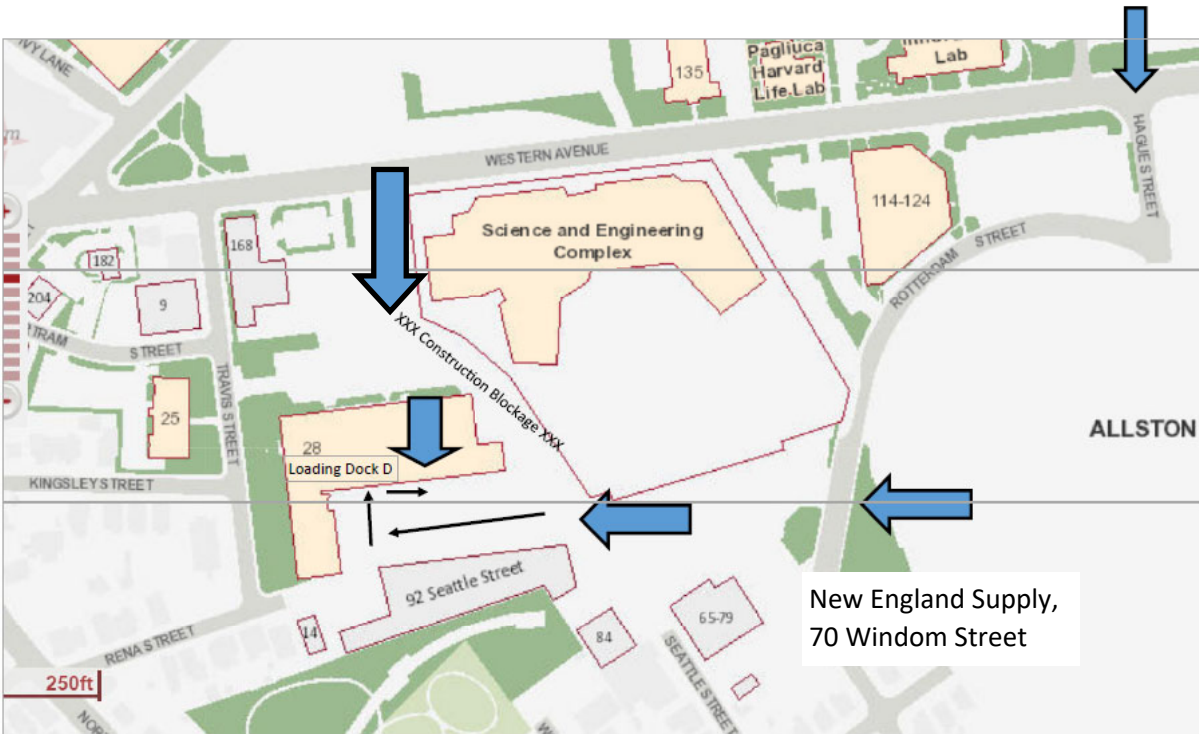 IVY LANE
135
Pagliuca
Harvard
Life Lab
Lab
HAGUE STREET
WESTERN AVENUE
114-124
Science and Engineering
Complex
168
182
204
9
STREET
ROTTERDAM STREET
XXX Construction Blockage XXX
TRAVIS STREET
25
28
Loading Dock D
ALLSTON
KINGSLEY STREET
92 Seattle Street
New England Supply,
70 Windom Street
14
84
65-79
RENA STREET
SEATTLE STREET
250ft